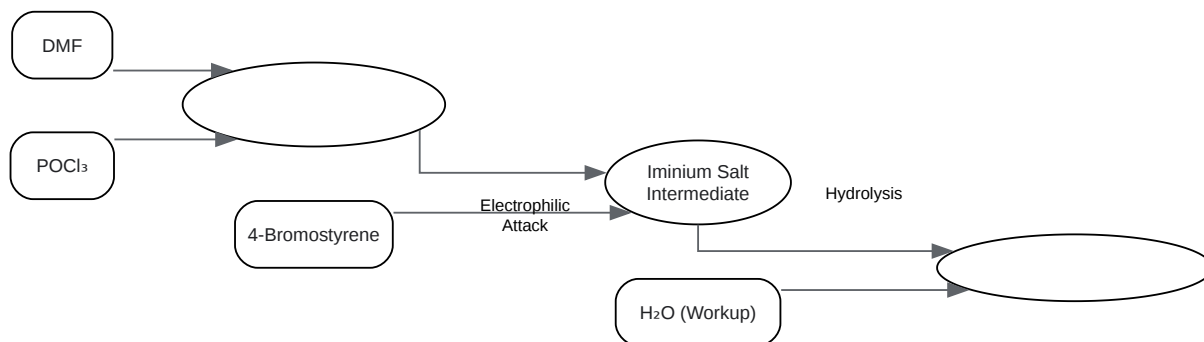 DMF
POCl₃
4-Bromostyrene
Electrophilic
Attack
Iminium Salt
Intermediate
Hydrolysis
H₂O (Workup)